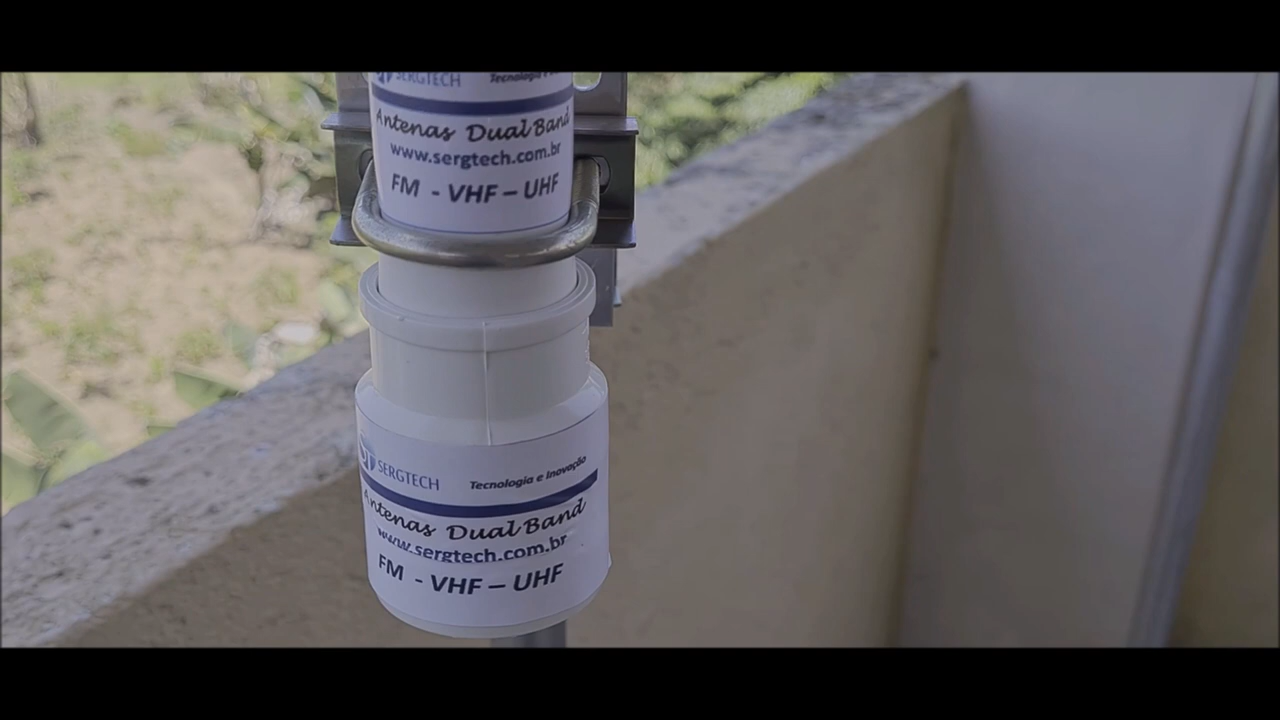 SERGTECH Tecnologia e
Antenas Dual Band
www.sergtech.com.br
FM - VHF – UHF
SERGTECH Tecnologia e Inovação
Antenas Dual Band
www.sergtech.com.br
FM - VHF – UHF